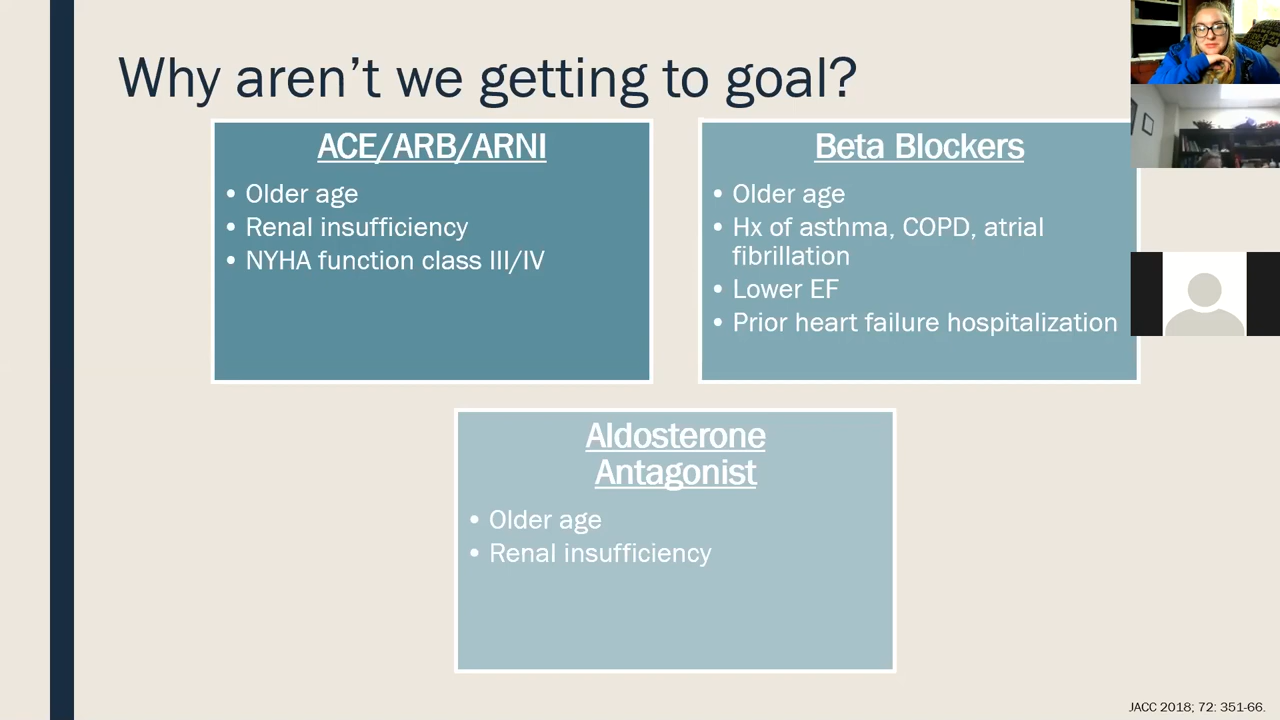 Why aren't we getting to goal?
ACE/ARB/ARNI
• Older age
• Renal insufficiency
• NYHA function class III/IV
Beta Blockers
• Older age
• Hx of asthma, COPD, atrial
fibrillation
• Lower EF
• Prior heart failure hospitalization
Aldosterone
Antagonist
• Older age
• Renal insufficiency
JACC 2018; 72: 351-66.